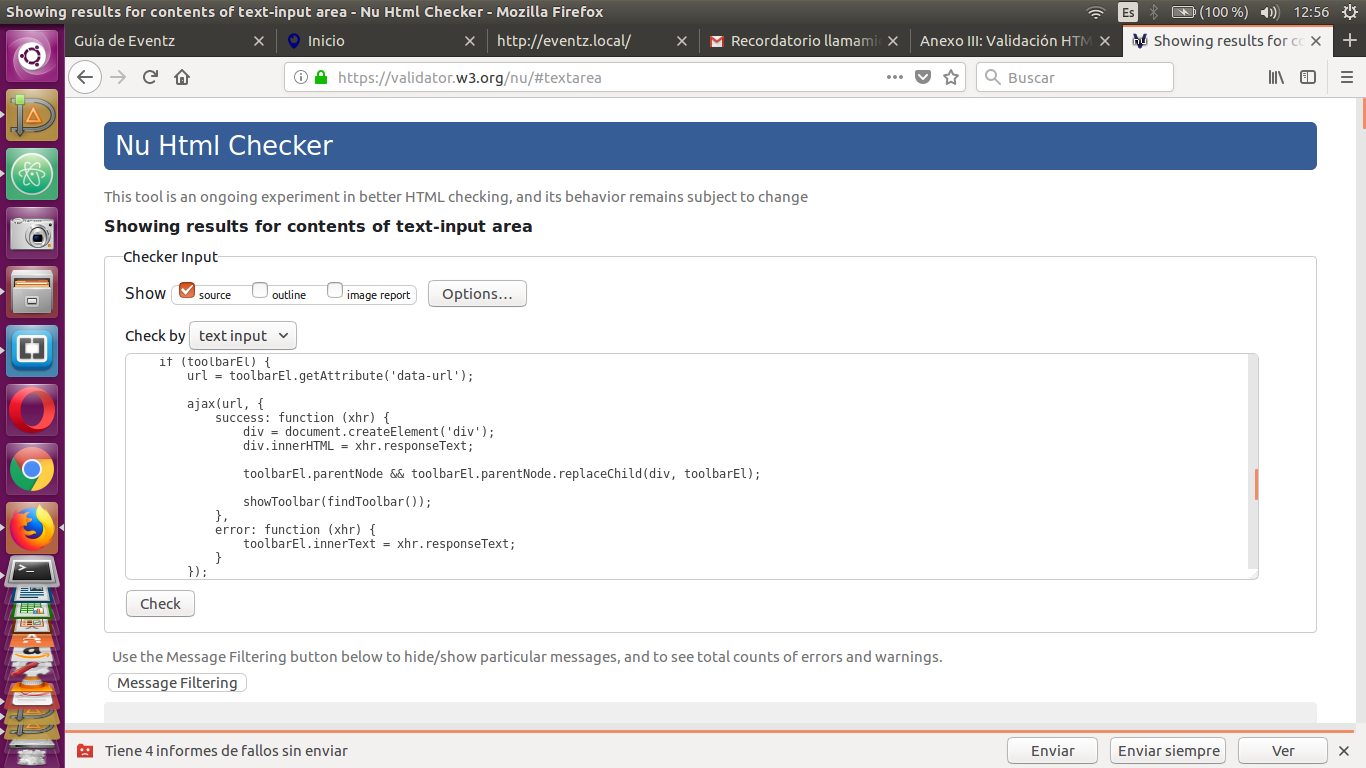 Showing results for contents of text-input area - Nu Html Checker - Mozilla Firefox
Es
(100 %)
12:56
Guía de Eventz
Inicio
http://eventz.local/
Recordatorio llamami
Anexo III: Validación HTM
Showing results for co
https://validator.w3.org/nu/#textarea
Buscar
Nu Html Checker
This tool is an ongoing experiment in better HTML checking, and its behavior remains subject to change
Showing results for contents of text-input area
Checker Input
Show source outline image report Options...
Check by text input
if (toolbarEl) {
url = toolbarEl.getAttribute('data-url');
ajax(url, {
success: function (xhr) {
div = document.createElement('div');
div.innerHTML = xhr.responseText;
toolbarEl.parentNode && toolbarEl.parentNode.replaceChild(div, toolbarEl);
showToolbar(findToolbar());
},
error: function (xhr) {
toolbarEl.innerText = xhr.responseText;
}
});
Check
Use the Message Filtering button below to hide/show particular messages, and to see total counts of errors and warnings.
Message Filtering
Tiene 4 informes de fallos sin enviar
Enviar
Enviar siempre
Ver